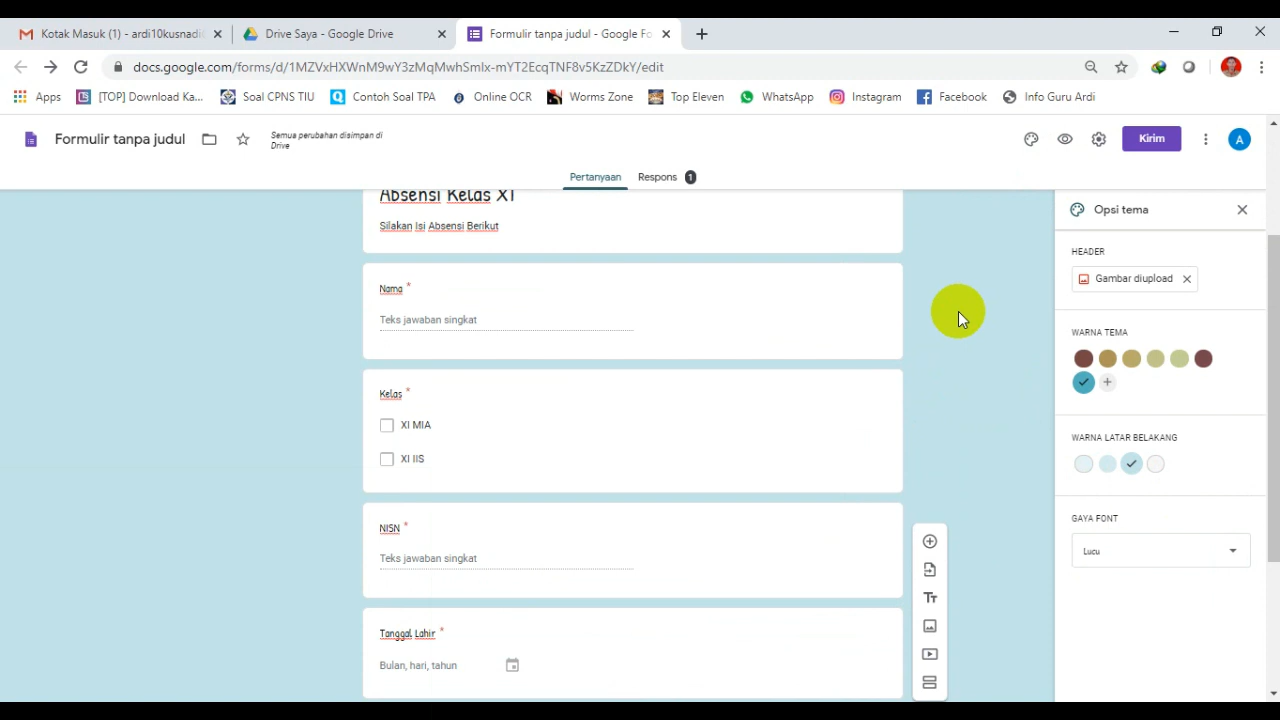 Kotak Masuk (1) - ardi10kusnadi
Drive Saya - Google Drive
Formulir tanpa judul - Google Fo
docs.google.com/forms/d/1MZVxHXWnM9wY3zMqMwhSmIx-mYT2EcqTNF8v5KzZDkY/edit
Apps
[TOP] Download Ka...
Soal CPNS TIU
Contoh Soal TPA
Online OCR
Worms Zone
Top Eleven
WhatsApp
Instagram
Facebook
Info Guru Ardi
Formulir tanpa judul
Semua perubahan disimpan di
Drive
Kirim
A
Pertanyaan
Respons 1
Absensi Kelas XI
Silakan Isi Absensi Berikut
Nama *
Teks jawaban singkat
Kelas *
XI MIA
XI IIS
NISN *
Teks jawaban singkat
Tanggal Lahir *
Bulan, hari, tahun
Tт
Opsi tema
HEADER
Gambar diupload
WARNA TEMA
WARNA LATAR BELAKANG
GAYA FONT
Lucu